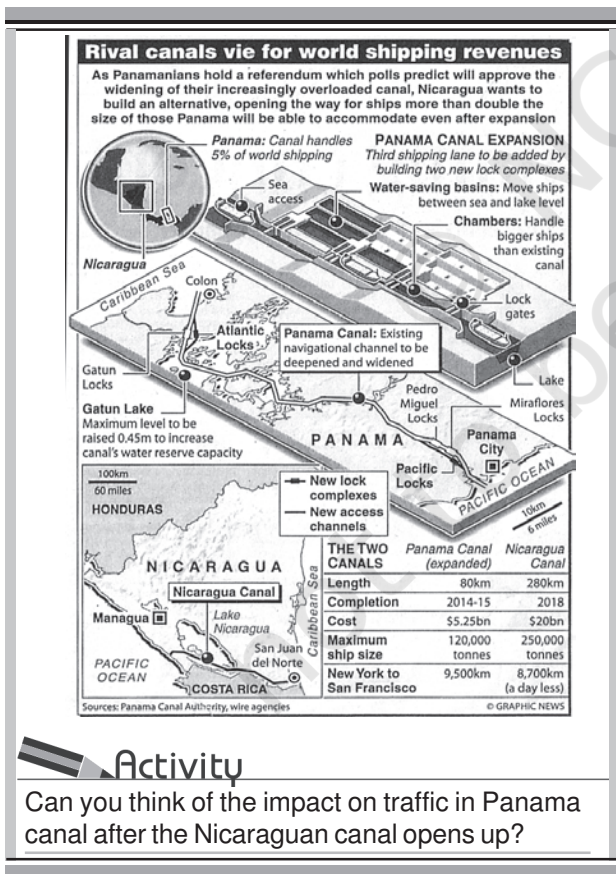 Rival canals vie for world shipping revenues
As Panamanians hold a referendum which polls predict will approve the
widening of their increasingly overloaded canal, Nicaragua wants to
build an alternative, opening the way for ships more than double the
size of those Panama will be able to accommodate even after expansion
Panama: Canal handles
5% of world shipping
PANAMA CANAL EXPANSION
Third shipping lane to be added by
building two new lock complexes
Water-saving basins: Move ships
between sea and lake level
Chambers: Handle
bigger ships
than existing
canal
Sea
access
Nicaragua
Lock
gates
Lake
Caribbean Sea
Colon
Atlantic
Locks
Panama Canal: Existing
navigational channel to be
deepened and widened
Gatun
Locks
Gatun Lake
Maximum level to be
raised 0.45m to increase
canal's water reserve capacity
Pedro
Miguel
Locks
Miraflores
Locks
PANAMA
Panama
City
Pacific
Locks
PACIFIC OCEAN
10km
6 miles
100km
60 miles
New lock
complexes
New access
channels
HONDURAS
NICARAGUA
Nicaragua Canal
Managua
Lake
Nicaragua
San Juan
del Norte
Caribbean Sea
PACIFIC
OCEAN
COSTA RICA
THE TWO CANALS Panama Canal (expanded) Nicaragua Canal
Length 80km 280km
Completion 2014-15 2018
Cost $5.25bn $20bn
Maximum ship size 120,000 tonnes 250,000 tonnes
New York to San Francisco 9,500km 8,700km (a day less)
Sources: Panama Canal Authority, wire agencies
© GRAPHIC NEWS
Activity
Can you think of the impact on traffic in Panama
canal after the Nicaraguan canal opens up?